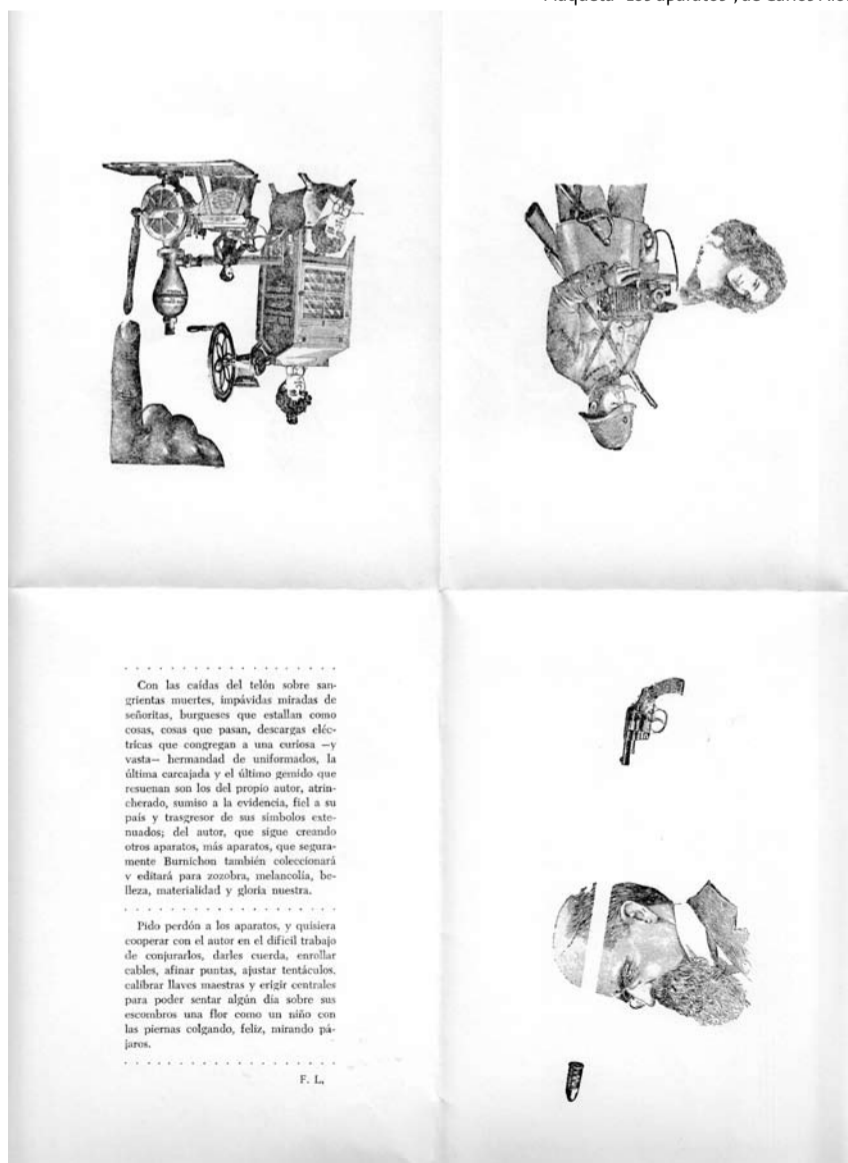 Maqueta "Los aparatos", de Carlos
Con las caídas del telón sobre san-
grientas muertes, impávidas miradas de
señoritas, burgueses que estallan como
cosas, cosas que pasan, descargas eléc-
tricas que congregan a una curiosa —y
vasta— hermandad de uniformados, la
última carcajada y el último gemido que
resuenan son los del propio autor, atrin-
cherado, sumiso a la evidencia, fiel a su
país y trasgresor de sus símbolos exte-
nuados; del autor, que sigue creando
otros aparatos, más aparatos, que segura-
mente Burnichon también coleccionará
y editará para zozobra, melancolía, be-
lleza, materialidad y gloria nuestra.
Pido perdón a los aparatos, y quisiera
cooperar con el autor en el difícil trabajo
de conjurarlos, darles cuerda, enrollar
cables, afinar puntas, ajustar tentáculos,
calibrar llaves maestras y erigir centrales
para poder sentar algún día sobre sus
escombros una flor como un niño con
las piernas colgando, feliz, mirando pá-
jaros.
F. L.